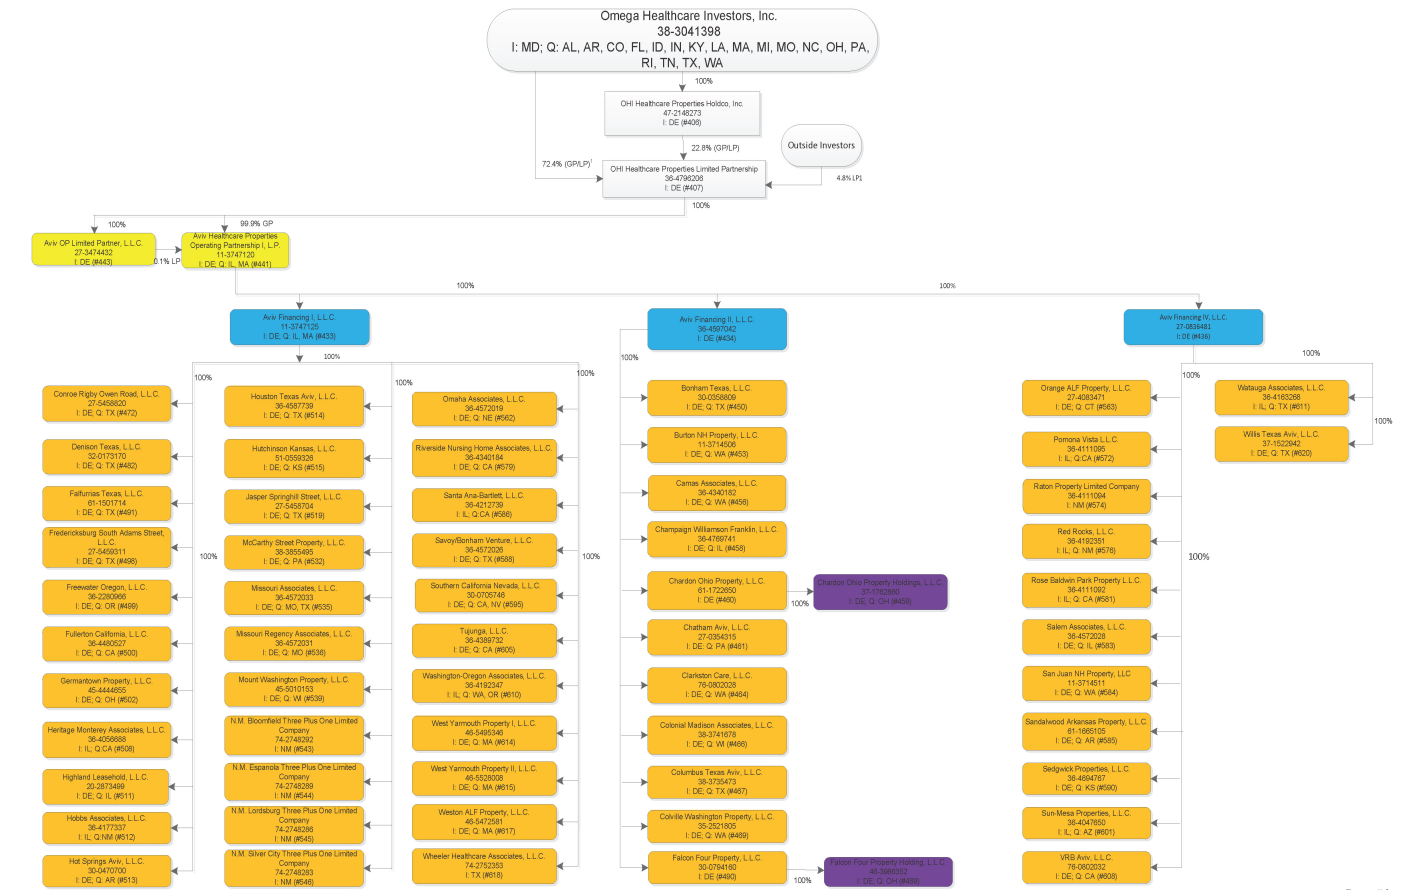 Omega Healthcare Investors, Inc.
38-3041398
I: MD; Q: AL, AR, CO, FL, ID, IN, KY, LA, MA, MI, MO, NC, OH, PA,
RI, TN, TX, WA
100%
OHI Healthcare Properties Holdco, Inc.
47-2148273
I: DE (#406)
Outside Investors
22.8% (GP/LP)
72.4% (GP/LP)1
OHI Healthcare Properties Limited Partnership
36-4796206
I: DE (#407)
4.8% LP1
100%
100%
99.9% GP
Aviv OP Limited Partner, L.L.C.
27-3474432
I: DE (#443)
0.1% LP
Aviv Healthcare Properties
Operating Partnership I, L.P.
11-3747120
I: DE; Q: IL, MA (#441)
100%
100%
Aviv Financing I, L.L.C.
11-3747125
I: DE; Q: IL, MA (#433)
Aviv Financing II, L.L.C.
36-4597042
I: DE (#434)
Aviv Financing IV, L.L.C.
27-0836481
I: DE (#436)
100%
100%
100%
100%
100%
100%
100%
100%
Conroe Rigby Owen Road, L.L.C.
27-5458820
I: DE; Q: TX (#472)
Denison Texas, L.L.C.
32-0173170
I: DE; Q: TX (#482)
Falfurrias Texas, L.L.C.
61-1501714
I: DE; Q: TX (#491)
Fredericksburg South Adams Street,
L.L.C.
27-5459311
I: DE; Q: TX (#498)
100%
Freewater Oregon, L.L.C.
36-2280966
I: DE; Q: OR (#499)
Fullerton California, L.L.C.
36-4480527
I: DE; Q: CA (#500)
Germantown Property, L.L.C.
45-4444655
I: DE; Q: OH (#502)
Heritage Monterey Associates, L.L.C.
36-4056688
I: IL; Q:CA (#508)
Highland Leasehold, L.L.C.
20-2873499
I: DE; Q: IL (#511)
Hobbs Associates, L.L.C.
36-4177337
I: IL; Q:NM (#512)
Hot Springs Aviv, L.L.C.
30-0470700
I: DE; Q: AR (#513)
Houston Texas Aviv, L.L.C.
36-4587739
I: DE; Q: TX (#514)
Hutchinson Kansas, L.L.C.
51-0559326
I: DE; Q: KS (#515)
Jasper Springhill Street, L.L.C.
27-5458704
I: DE; Q: TX (#519)
McCarthy Street Property, L.L.C.
38-3855495
I: DE; Q: PA (#532)
Missouri Associates, L.L.C.
36-4572033
I: DE; Q: MO, TX (#535)
Missouri Regency Associates, L.L.C.
36-4572031
I: DE; Q: MO (#536)
Mount Washington Property, L.L.C.
45-5010153
I: DE; Q: WI (#539)
N.M. Bloomfield Three Plus One Limited
Company
74-2748292
I: NM (#543)
N.M. Espanola Three Plus One Limited
Company
74-2748289
I: NM (#544)
N.M. Lordsburg Three Plus One Limited
Company
74-2748286
I: NM (#545)
N.M. Silver City Three Plus One Limited
Company
74-2748283
I: NM (#546)
Omaha Associates, L.L.C.
36-4572019
I: DE; Q: NE (#562)
Riverside Nursing Home Associates, L.L.C.
36-4340184
I: DE; Q: CA (#579)
Santa Ana-Bartlett, L.L.C.
36-4212739
I: IL; Q:CA (#586)
Savoy/Bonham Venture, L.L.C.
36-4572026
I: DE; Q: TX (#588)
100%
Southern California Nevada, L.L.C.
30-0705746
I: DE; Q: CA, NV (#595)
Tujunga, L.L.C.
36-4389732
I: DE; Q: CA (#605)
Washington-Oregon Associates, L.L.C.
36-4192347
I: IL; Q: WA, OR (#610)
West Yarmouth Property I, L.L.C.
46-5495346
I: DE; Q: MA (#614)
West Yarmouth Property II, L.L.C.
46-5528008
I: DE; Q: MA (#615)
Weston ALF Property, L.L.C.
46-5472581
I: DE; Q: MA (#617)
Wheeler Healthcare Associates, L.L.C.
74-2752353
I: TX (#618)
Bonham Texas, L.L.C.
30-0358809
I: DE; Q: TX (#450)
Burton NH Property, L.L.C.
11-3714506
I: DE; Q: WA (#453)
Camas Associates, L.L.C.
36-4340182
I: DE; Q: WA (#456)
Champaign Williamson Franklin, L.L.C.
36-4769741
I: DE; Q: IL (#458)
Chardon Ohio Property, L.L.C.
61-1722650
I: DE (#460)
100%
Chardon Ohio Property Holdings, L.L.C.
37-1762860
I: DE; Q: OH (#459)
Chatham Aviv, L.L.C.
27-0354315
I: DE: Q: PA (#461)
Clarkston Care, L.L.C.
76-0802028
I: DE; Q: WA (#464)
Colonial Madison Associates, L.L.C.
38-3741678
I: DE; Q: WI (#466)
Columbus Texas Aviv, L.L.C.
38-3735473
I: DE; Q: TX (#467)
Colville Washington Property, L.L.C.
35-2521805
I: DE; Q: WA (#469)
Falcon Four Property, L.L.C.
30-0794160
I: DE (#490)
100%
Falcon Four Property Holding, L.L.C.
46-3986352
I: DE; Q: OH (#489)
Orange ALF Property, L.L.C.
27-4083471
I: DE; Q: CT (#563)
Pomona Vista L.L.C.
36-4111095
I: IL; Q:CA (#572)
Raton Property Limited Company
36-4111094
I: NM (#574)
Red Rocks, L.L.C.
36-4192351
I: IL; Q: NM (#576)
100%
Rose Baldwin Park Property L.L.C.
36-4111092
I: IL; Q: CA (#581)
Salem Associates, L.L.C.
36-4572028
I: DE; Q: IL (#583)
San Juan NH Property, LLC
11-3714511
I: DE; Q: WA (#584)
Sandalwood Arkansas Property, L.L.C.
61-1665105
I: DE; Q: AR (#585)
Sedgwick Properties, L.L.C.
36-4694767
I: DE; Q: KS (#590)
Sun-Mesa Properties, L.L.C.
36-4047650
I: IL; Q: AZ (#601)
VRB Aviv, L.L.C.
76-0802032
I: DE; Q: CA (#608)
Watauga Associates, L.L.C.
36-4163268
I: IL; Q: TX (#611)
100%
Willis Texas Aviv, L.L.C.
37-1522942
I: DE; Q: TX (#620)